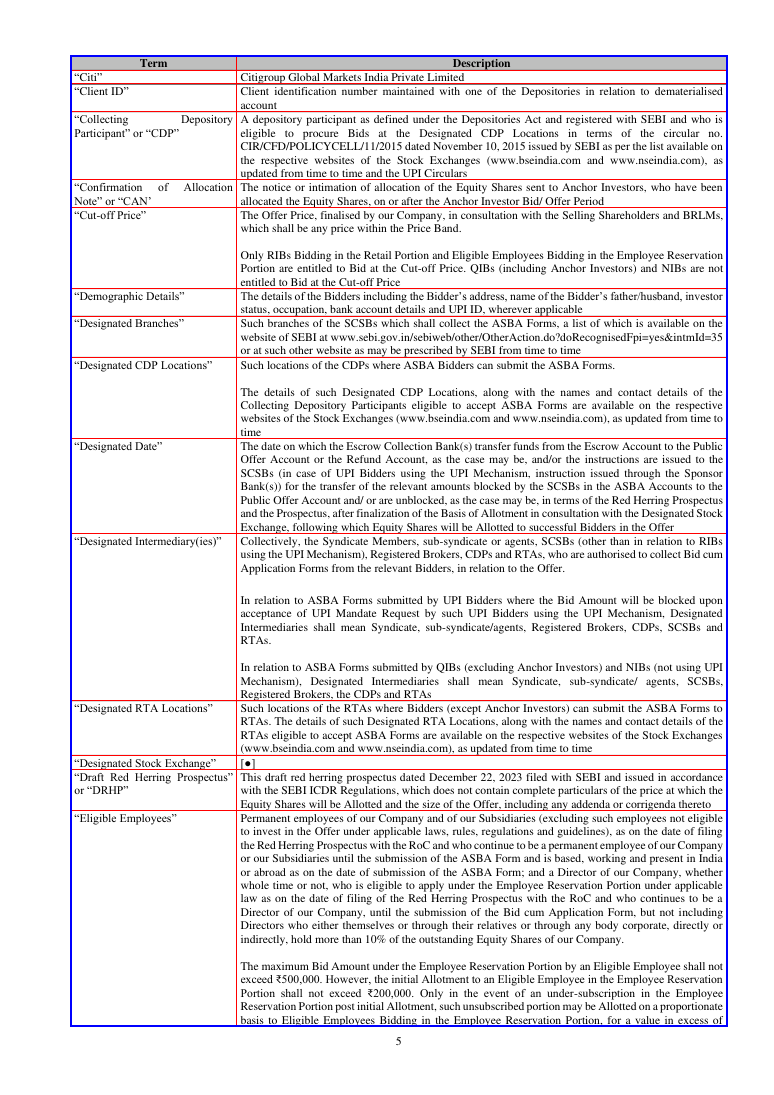 Term Description
“Citi” Citigroup Global Markets India Private Limited
“Client ID” Client identification number maintained with one of the Depositories in relation to dematerialised
account
“Collecting Depository
Participant” or “CDP”
A depository participant as defined under the Depositories Act and registered with SEBI and who is
eligible to procure Bids at the Designated CDP Locations in terms of the circular no.
CIR/CFD/POLICYCELL/11/2015 dated November 10, 2015 issued by SEBI as per the list available on
the respective websites of the Stock Exchanges (www.bseindia.com and www.nseindia.com), as
updated from time to time and the UPI Circulars
“Confirmation of Allocation
Note” or “CAN’
The notice or intimation of allocation of the Equity Shares sent to Anchor Investors, who have been
allocated the Equity Shares, on or after the Anchor Investor Bid/ Offer Period
“Cut-off Price” The Offer Price, finalised by our Company, in consultation with the Selling Shareholders and BRLMs,
which shall be any price within the Price Band.
Only RIBs Bidding in the Retail Portion and Eligible Employees Bidding in the Employee Reservation
Portion are entitled to Bid at the Cut-off Price. QIBs (including Anchor Investors) and NIBs are not
entitled to Bid at the Cut-off Price
“Demographic Details” The details of the Bidders including the Bidder’s address, name of the Bidder’s father/husband, investor
status, occupation, bank account details and UPI ID, wherever applicable
“Designated Branches” Such branches of the SCSBs which shall collect the ASBA Forms, a list of which is available on the
website of SEBI at www.sebi.gov.in/sebiweb/other/OtherAction.do?doRecognisedFpi=yes&intmId=35
or at such other website as may be prescribed by SEBI from time to time
“Designated CDP Locations” Such locations of the CDPs where ASBA Bidders can submit the ASBA Forms.
The details of such Designated CDP Locations, along with the names and contact details of the
Collecting Depository Participants eligible to accept ASBA Forms are available on the respective
websites of the Stock Exchanges (www.bseindia.com and www.nseindia.com), as updated from time to
time
“Designated Date” The date on which the Escrow Collection Bank(s) transfer funds from the Escrow Account to the Public
Offer Account or the Refund Account, as the case may be, and/or the instructions are issued to the
SCSBs (in case of UPI Bidders using the UPI Mechanism, instruction issued through the Sponsor
Bank(s)) for the transfer of the relevant amounts blocked by the SCSBs in the ASBA Accounts to the
Public Offer Account and/ or are unblocked, as the case may be, in terms of the Red Herring Prospectus
and the Prospectus, after finalization of the Basis of Allotment in consultation with the Designated Stock
Exchange, following which Equity Shares will be Allotted to successful Bidders in the Offer
“Designated Intermediary(ies)” Collectively, the Syndicate Members, sub-syndicate or agents, SCSBs (other than in relation to RIBs
using the UPI Mechanism), Registered Brokers, CDPs and RTAs, who are authorised to collect Bid cum
Application Forms from the relevant Bidders, in relation to the Offer.
In relation to ASBA Forms submitted by UPI Bidders where the Bid Amount will be blocked upon
acceptance of UPI Mandate Request by such UPI Bidders using the UPI Mechanism, Designated
Intermediaries shall mean Syndicate, sub-syndicate/agents, Registered Brokers, CDPs, SCSBs and
RTAs.
In relation to ASBA Forms submitted by QIBs (excluding Anchor Investors) and NIBs (not using UPI
Mechanism), Designated Intermediaries shall mean Syndicate, sub-syndicate/ agents, SCSBs,
Registered Brokers, the CDPs and RTAs
“Designated RTA Locations” Such locations of the RTAs where Bidders (except Anchor Investors) can submit the ASBA Forms to
RTAs. The details of such Designated RTA Locations, along with the names and contact details of the
RTAs eligible to accept ASBA Forms are available on the respective websites of the Stock Exchanges
(www.bseindia.com and www.nseindia.com), as updated from time to time
“Designated Stock Exchange” [●]
“Draft Red Herring Prospectus”
or “DRHP”
This draft red herring prospectus dated December 22, 2023 filed with SEBI and issued in accordance
with the SEBI ICDR Regulations, which does not contain complete particulars of the price at which the
Equity Shares will be Allotted and the size of the Offer, including any addenda or corrigenda thereto
“Eligible Employees” Permanent employees of our Company and of our Subsidiaries (excluding such employees not eligible
to invest in the Offer under applicable laws, rules, regulations and guidelines), as on the date of filing
the Red Herring Prospectus with the RoC and who continue to be a permanent employee of our Company
or our Subsidiaries until the submission of the ASBA Form and is based, working and present in India
or abroad as on the date of submission of the ASBA Form; and a Director of our Company, whether
whole time or not, who is eligible to apply under the Employee Reservation Portion under applicable
law as on the date of filing of the Red Herring Prospectus with the RoC and who continues to be a
Director of our Company, until the submission of the Bid cum Application Form, but not including
Directors who either themselves or through their relatives or through any body corporate, directly or
indirectly, hold more than 10% of the outstanding Equity Shares of our Company.
The maximum Bid Amount under the Employee Reservation Portion by an Eligible Employee shall not
exceed ₹500,000. However, the initial Allotment to an Eligible Employee in the Employee Reservation
Portion shall not exceed ₹200,000. Only in the event of an under-subscription in the Employee
Reservation Portion post initial Allotment, such unsubscribed portion may be Allotted on a proportionate
basis to Eligible Employees Bidding in the Employee Reservation Portion, for a value in excess of
5